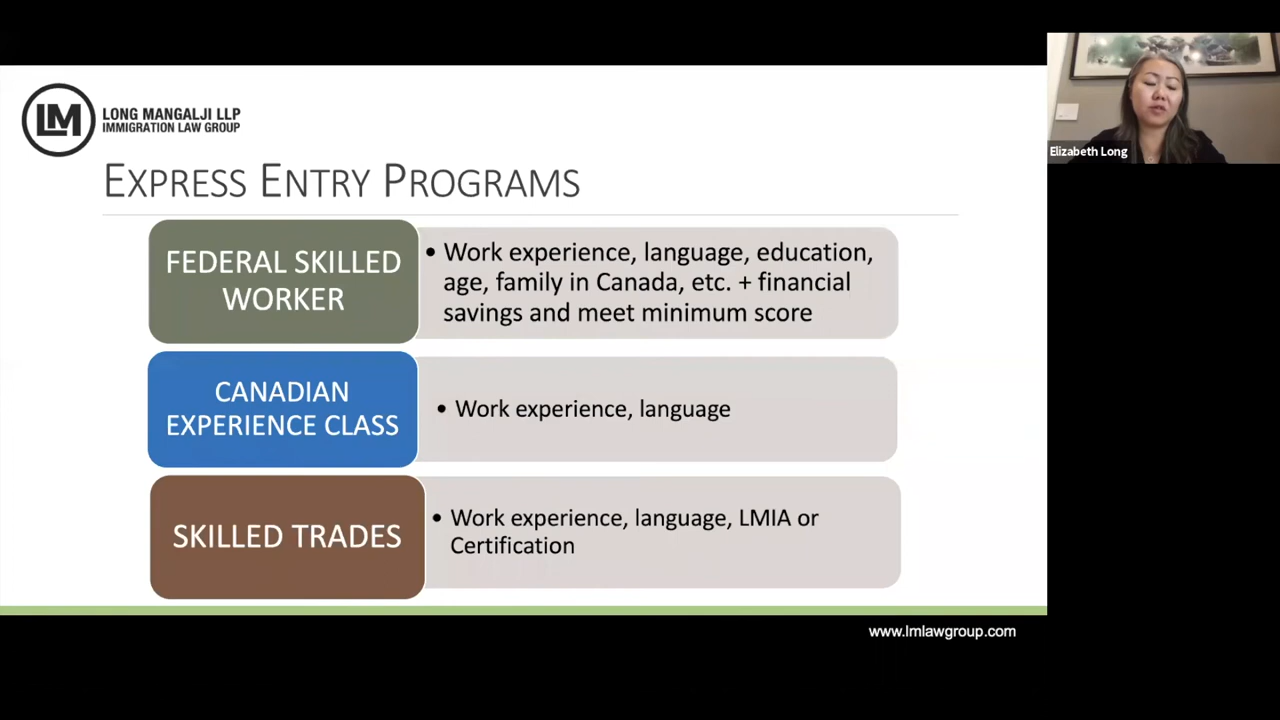 LM
LONG MANGALJI LLP
IMMIGRATION LAW GROUP
EXPRESS ENTRY PROGRAMS
FEDERAL SKILLED
WORKER
• Work experience, language, education,
age, family in Canada, etc. + financial
savings and meet minimum score
CANADIAN
EXPERIENCE CLASS
• Work experience, language
SKILLED TRADES
• Work experience, language, LMIA or
Certification
Elizabeth Long
www.lmlawgroup.com